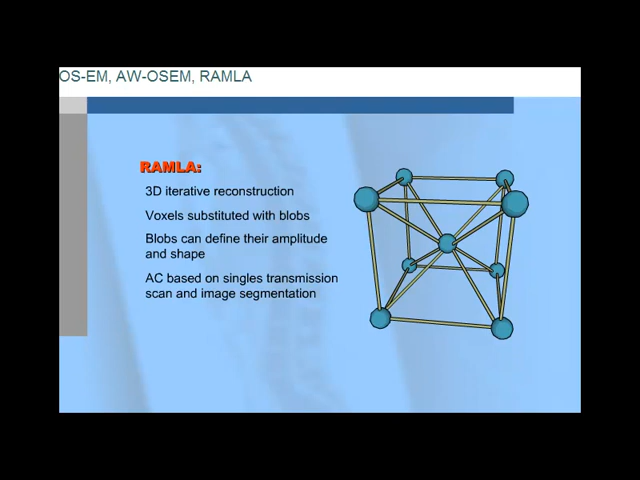 OS-EM, AW-OSEM, RAMLA
RAMLA:
3D iterative reconstruction
Voxels substituted with blobs
Blobs can define their amplitude
and shape
AC based on singles transmission
scan and image segmentation